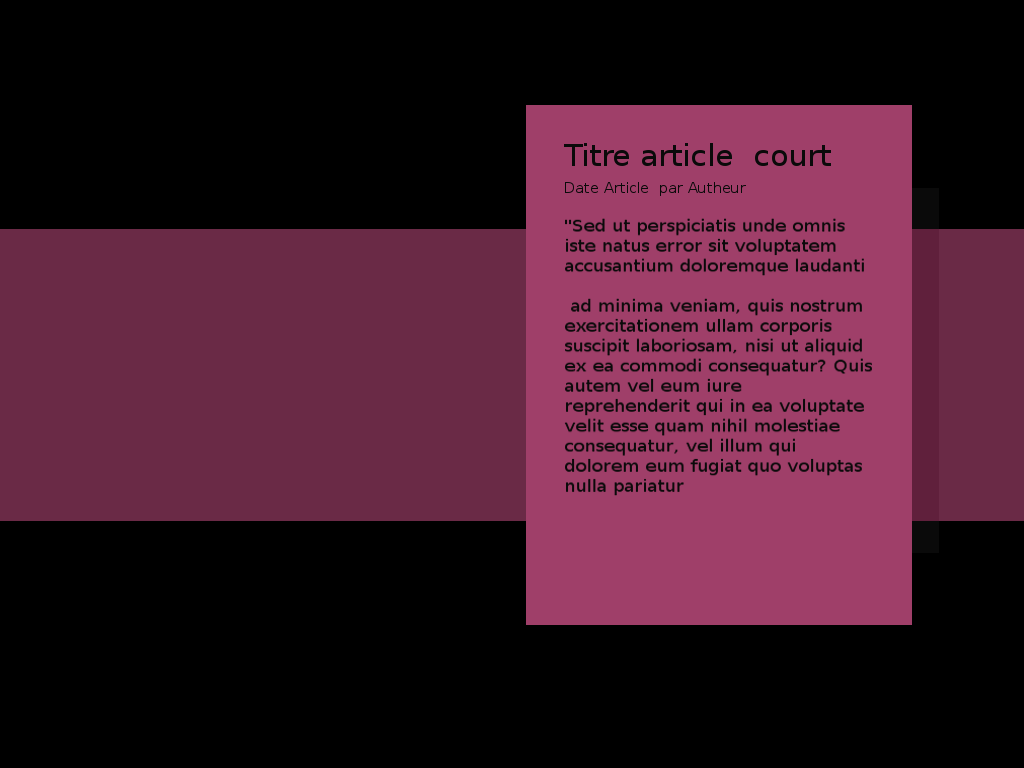 Titre article  court
Date Article  par Autheur
"Sed ut perspiciatis unde omnis
iste natus error sit voluptatem
accusantium doloremque laudanti
ad minima veniam, quis nostrum
exercitationem ullam corporis
suscipit laboriosam, nisi ut aliquid
ex ea commodi consequatur? Quis
autem vel eum iure
reprehenderit qui in ea voluptate
velit esse quam nihil molestiae
consequatur, vel illum qui
dolorem eum fugiat quo voluptas
nulla pariatur